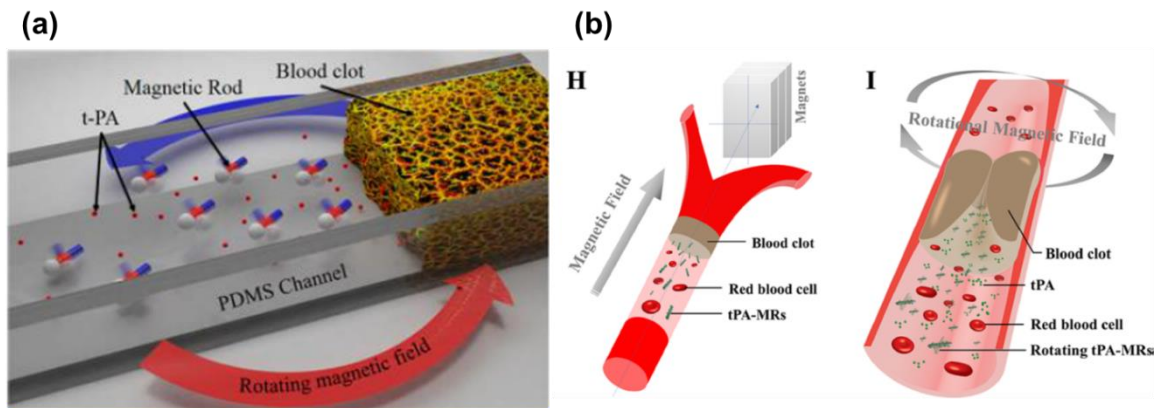 (a)
Blood clot
Magnetic Rod
t-PA
PDMS Channel
Rotating magnetic field
(b)
H
Magnets
Magnetic Field
Blood clot
Red blood cell
tPA-MRs
I
Rotational Magnetic Field
Blood clot
tPA
Red blood cell
Rotating tPA-MRs